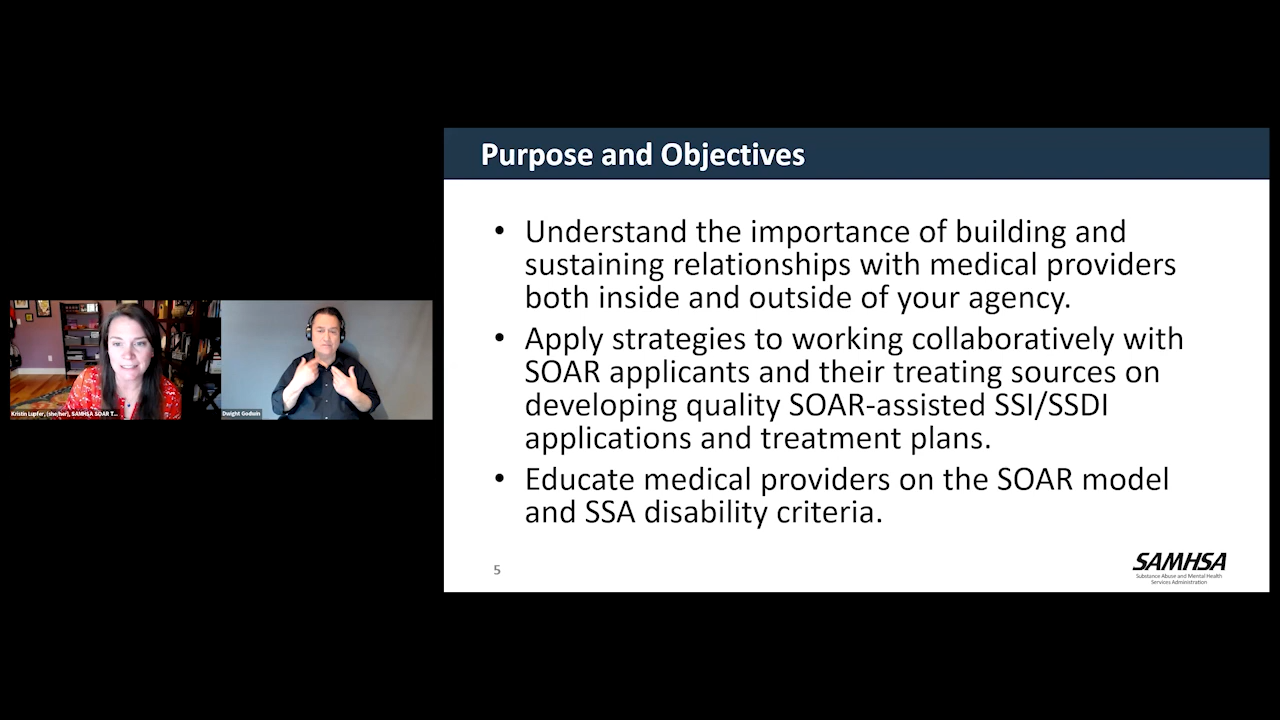 Purpose and Objectives
• Understand the importance of building and
sustaining relationships with medical providers
both inside and outside of your agency.
• Apply strategies to working collaboratively with
SOAR applicants and their treating sources on
developing quality SOAR-assisted SSI/SSDI
applications and treatment plans.
• Educate medical providers on the SOAR model
and SSA disability criteria.
5
SAMHSA
Substance Abuse and Mental Health
Services Administration
Kristin Lupfer, (she/her), SAMHSA SOAR T...
Dwight Godwin